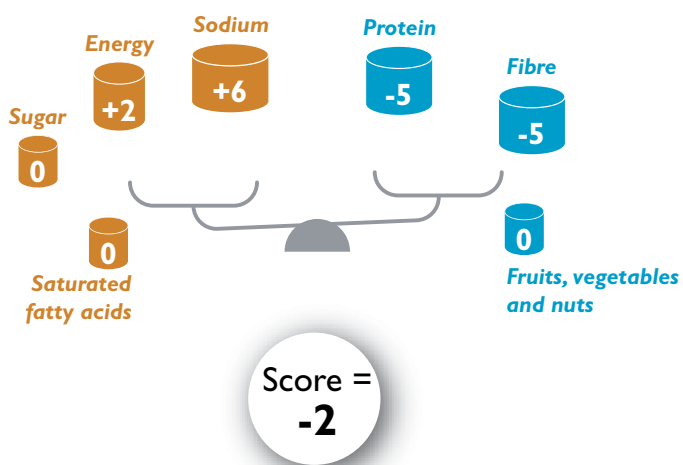 Sodium
+6
Energy
+2
Sugar
0
0
Saturated
fatty acids
Protein
-5
Fibre
-5
0
Fruits, vegetables
and nuts
Score =
-2